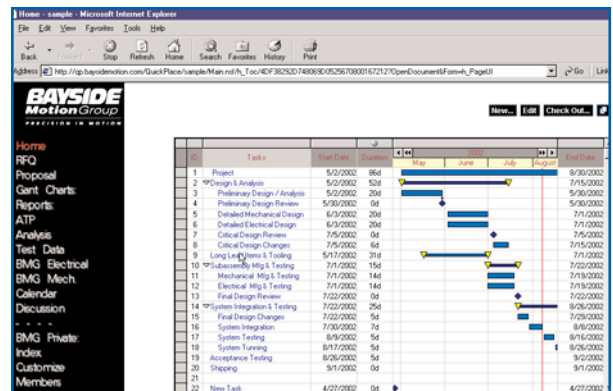 Home - sample - Microsoft Internet Explorer
File Edit View Favorites Tools Help
Back Forward Stop Refresh Home Search Favorites History Print
Address http://qp.baysidemotion.com/QuickPlace/sample/Main.nsf/h_Toc/4DF38292D748069D0525670800167212?OpenDocument&Form=h_PageUI Go Link
BAYSIDE
Motion Group
PRECISION IN MOTION
New... Edit Check Out...
Home
RFQ
Proposal
Gant Charts:
Reports:
ATP
Analysis
Test Data
BMG Electrical
BMG Mech.
Calendar
Discussion
- - - -
BMG Private:
Index
Customize
Members
2002
ID Tasks Start Date Duration May June July August End Date
1 Project 5/2/2002 86d 8/30/2002
2 Design & Analysis 5/2/2002 52d 7/15/2002
3 Preliminary Design / Analysis 5/2/2002 20d 5/30/2002
4 Preliminary Design Review 5/30/2002 0d 5/30/2002
5 Detailed Mechanical Design 6/3/2002 20d 7/1/2002
6 Detailed Electrical Design 6/3/2002 20d 7/1/2002
7 Critical Design Review 7/5/2002 0d 7/5/2002
8 Critical Design Changes 7/5/2002 6d 7/15/2002
9 Long Lead Items & Tooling 5/17/2002 31d 7/1/2002
10 Subassembly Mfg & Testing 7/1/2002 15d 7/22/2002
11 Mechanical Mfg & Testing 7/1/2002 14d 7/19/2002
12 Electrical Mfg & Testing 7/1/2002 14d 7/19/2002
13 Final Design Review 7/22/2002 0d 7/22/2002
14 System Integration & Testing 7/22/2002 25d 8/26/2002
15 Final Design Changes 7/22/2002 5d 7/29/2002
16 System Integration 7/30/2002 7d 8/8/2002
17 System Testing 8/9/2002 5d 8/16/2002
18 System Tunning 8/17/2002 5d 8/26/2002
19 Acceptance Testing 8/26/2002 5d 9/2/2002
20 Shipping 9/1/2002 0d 9/1/2002
21
22 New Task 4/27/2002 0d 4/27/2002